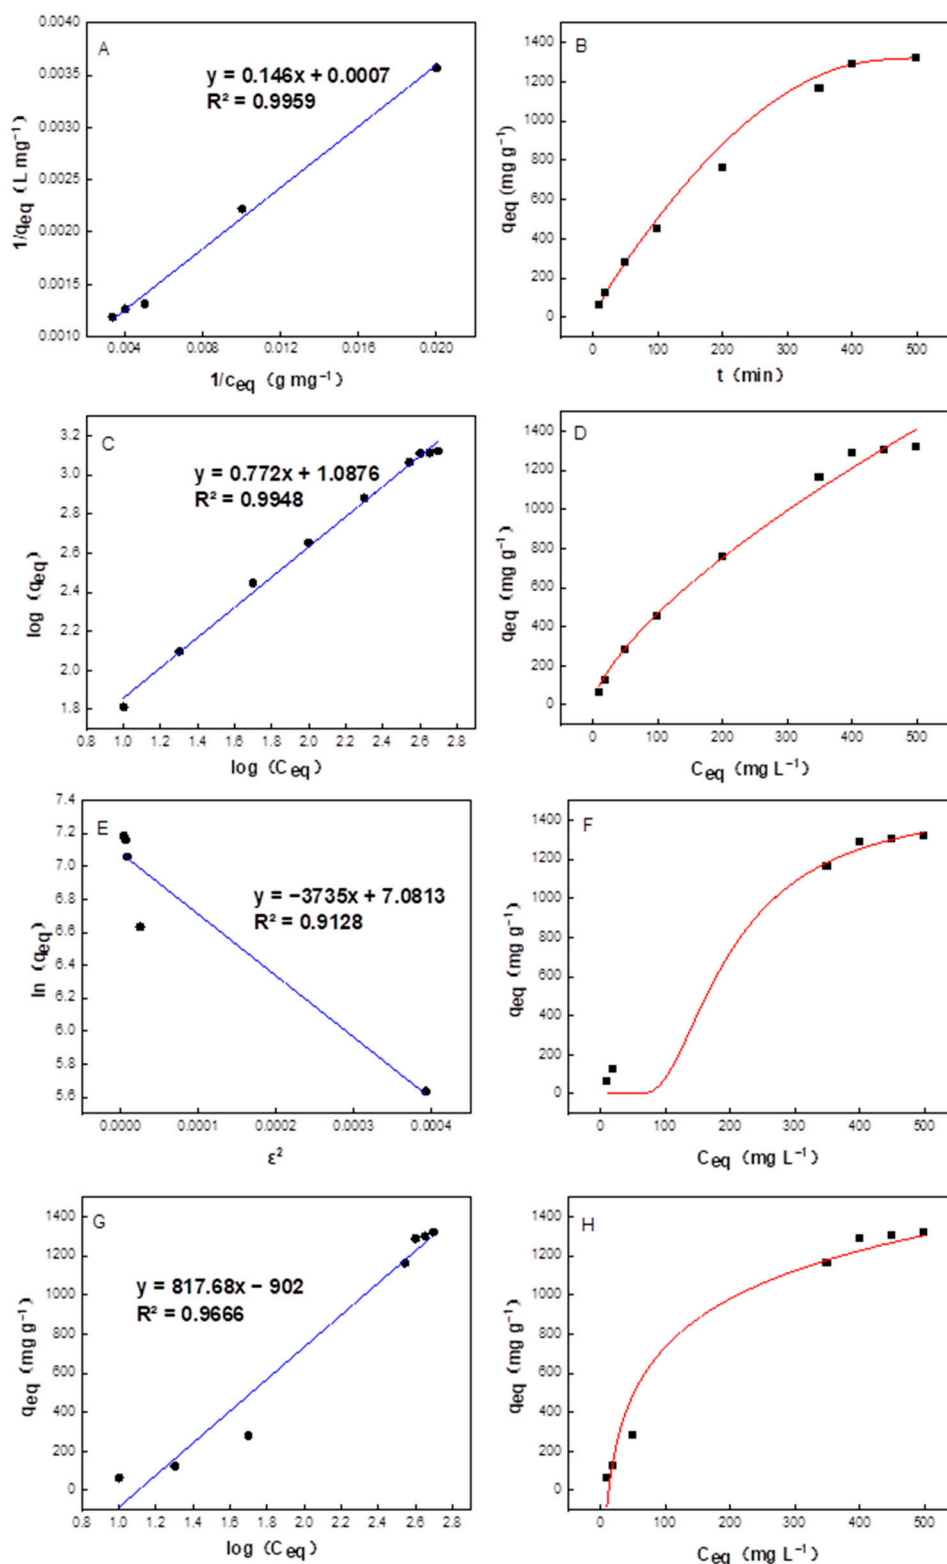 A
y = 0.146x + 0.0007
R² = 0.9959
0.0040
0.0035
0.0030
0.0025
0.0020
0.0015
0.0010
1/qeq (L mg⁻¹)
0.004 0.008 0.012 0.016 0.020
1/ceq (g mg⁻¹)
B
1400
1200
1000
800
600
400
200
0
qeq (mg g⁻¹)
0 100 200 300 400 500
t (min)
C
y = 0.772x + 1.0876
R² = 0.9948
3.2
3.0
2.8
2.6
2.4
2.2
2.0
1.8
log (qeq)
0.8 1.0 1.2 1.4 1.6 1.8 2.0 2.2 2.4 2.6 2.8
log (Ceq)
D
1400
1200
1000
800
600
400
200
0
qeq (mg g⁻¹)
0 100 200 300 400 500
Ceq (mg L⁻¹)
E
y = −3735x + 7.0813
R² = 0.9128
7.4
7.2
7.0
6.8
6.6
6.4
6.2
6.0
5.8
5.6
ln (qeq)
0.0000 0.0001 0.0002 0.0003 0.0004
ε²
F
1400
1200
1000
800
600
400
200
0
qeq (mg g⁻¹)
0 100 200 300 400 500
Ceq (mg L⁻¹)
G
y = 817.68x − 902
R² = 0.9666
1400
1200
1000
800
600
400
200
0
qeq (mg g⁻¹)
0.8 1.0 1.2 1.4 1.6 1.8 2.0 2.2 2.4 2.6 2.8
log (Ceq)
H
1400
1200
1000
800
600
400
200
0
qeq (mg g⁻¹)
0 100 200 300 400 500
Ceq (mg L⁻¹)